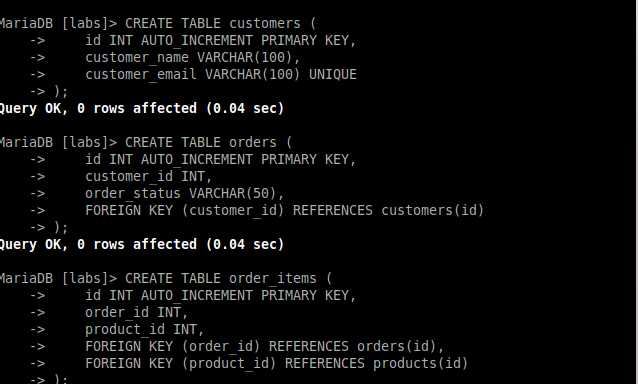 MariaDB [labs]> CREATE TABLE customers (
    ->     id INT AUTO_INCREMENT PRIMARY KEY,
    ->     customer_name VARCHAR(100),
    ->     customer_email VARCHAR(100) UNIQUE
    -> );
Query OK, 0 rows affected (0.04 sec)

MariaDB [labs]> CREATE TABLE orders (
    ->     id INT AUTO_INCREMENT PRIMARY KEY,
    ->     customer_id INT,
    ->     order_status VARCHAR(50),
    ->     FOREIGN KEY (customer_id) REFERENCES customers(id)
    -> );
Query OK, 0 rows affected (0.04 sec)

MariaDB [labs]> CREATE TABLE order_items (
    ->     id INT AUTO_INCREMENT PRIMARY KEY,
    ->     order_id INT,
    ->     product_id INT,
    ->     FOREIGN KEY (order_id) REFERENCES orders(id),
    ->     FOREIGN KEY (product_id) REFERENCES products(id)
    -> );